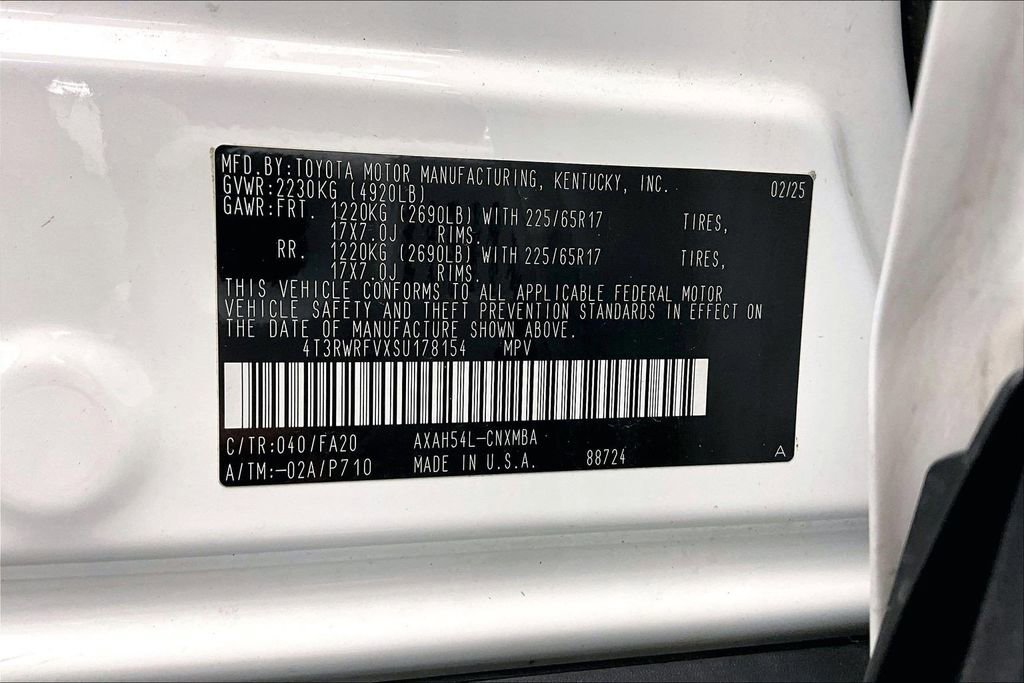 MFD.BY:TOYOTA MOTOR MANUFACTURING, KENTUCKY, INC. 02/25
GVWR:2230KG (4920LB)
GAWR:FRT. 1220KG (2690LB) WITH 225/65R17 TIRES,
17X7.0J RIMS.
RR. 1220KG (2690LB) WITH 225/65R17 TIRES,
17X7.0J RIMS.
THIS VEHICLE CONFORMS TO ALL APPLICABLE FEDERAL MOTOR
VEHICLE SAFETY AND THEFT PREVENTION STANDARDS IN EFFECT ON
THE DATE OF MANUFACTURE SHOWN ABOVE.
4T3RWRFVXSU178154 MPV
C/TR:040/FA20 AXAH54L-CNXMBA
A/TM:-02A/P710 MADE IN U.S.A. 88724 A